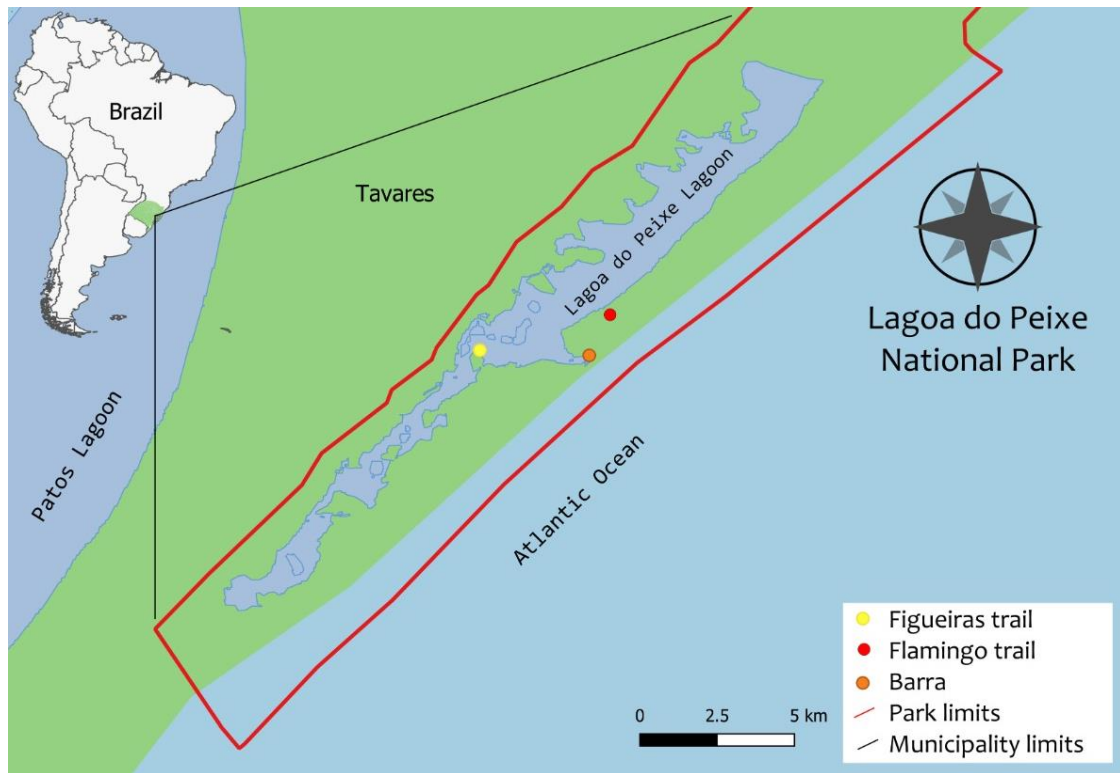 Brazil
Tavares
Lagoa do Peixe Lagoon
Lagoa do Peixe
National Park
Patos Lagoon
Atlantic Ocean
Figueiras trail
Flamingo trail
Barra
Park limits
Municipality limits
0 2.5 5 km